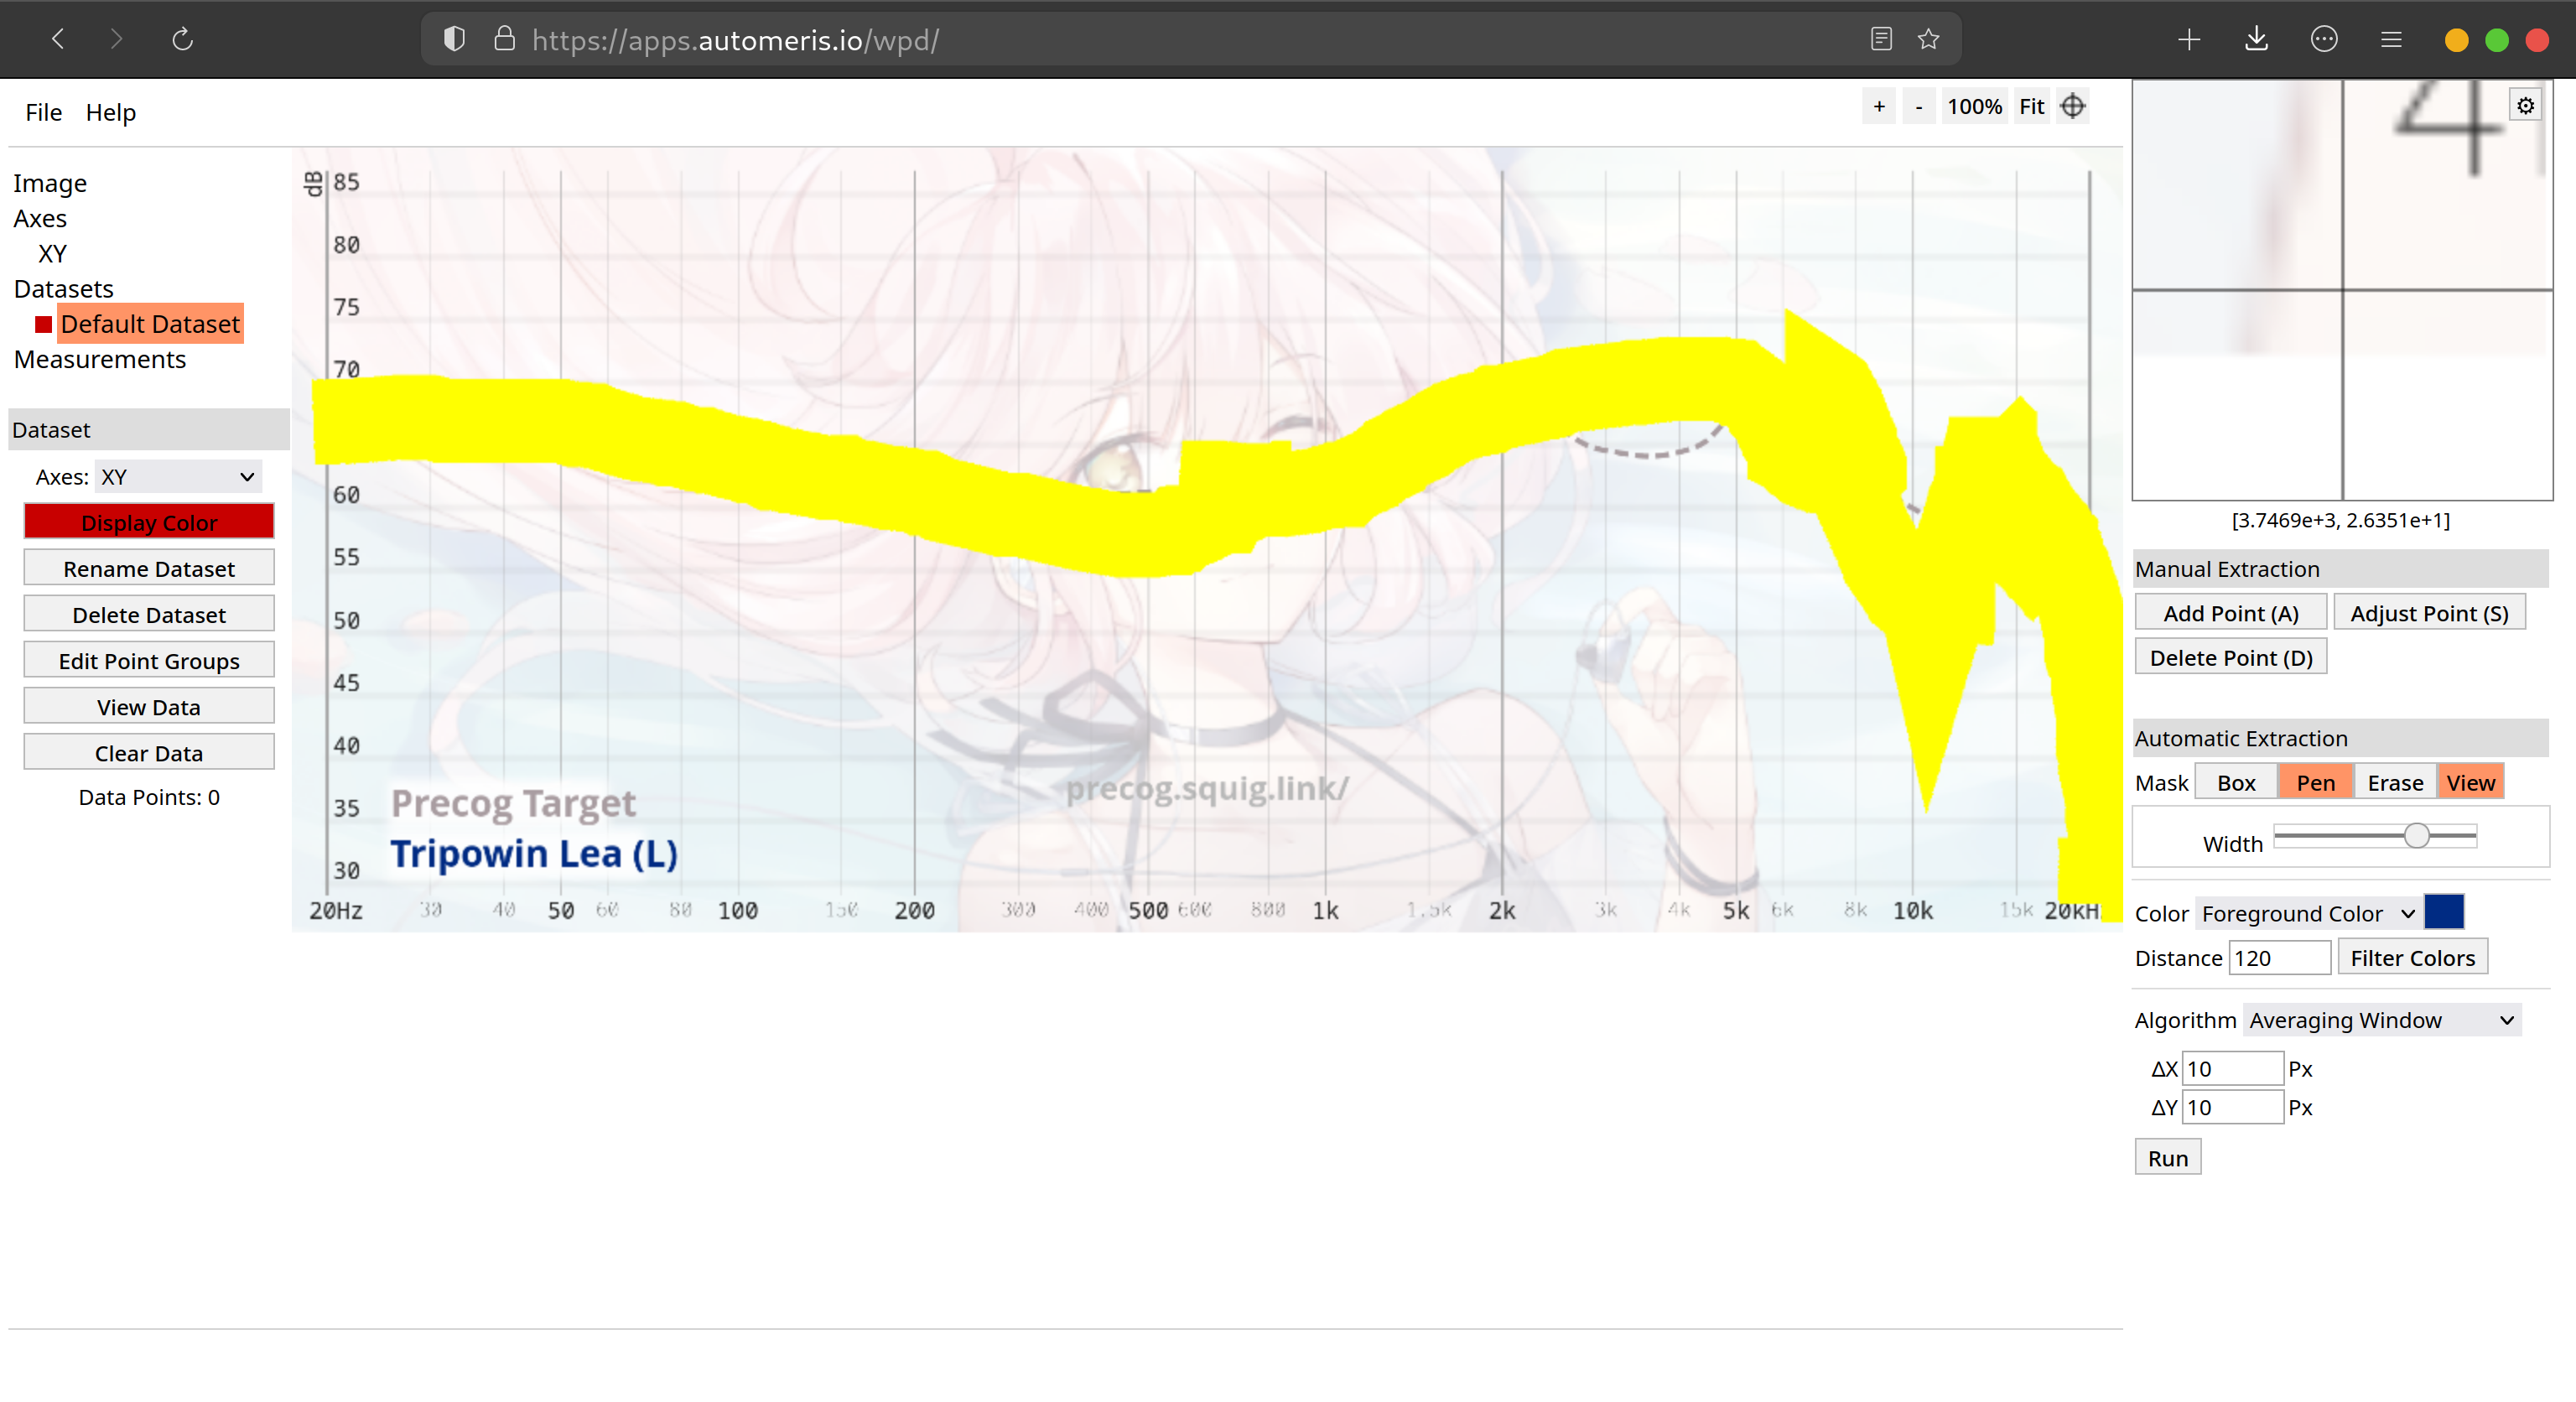 https://apps.automeris.io/wpd/
File Help
+ - 100% Fit
Image
Axes
XY
Datasets
Default Dataset
Measurements
Dataset
Axes: XY
Display Color
Rename Dataset
Delete Dataset
Edit Point Groups
View Data
Clear Data
Data Points: 0
dB
85
80
75
70
60
55
50
45
40
35
30
Precog Target
Tripowin Lea (L)
precog.squig.link/
20Hz 30 40 50 60 80 100 150 200 300 400 500 600 800 1k 1.5k 2k 3k 4k 5k 6k 8k 10k 15k 20kH
4
[3.7469e+3, 2.6351e+1]
Manual Extraction
Add Point (A) Adjust Point (S)
Delete Point (D)
Automatic Extraction
Mask Box Pen Erase View
Width
Color Foreground Color
Distance 120 Filter Colors
Algorithm Averaging Window
ΔX 10 Px
ΔY 10 Px
Run